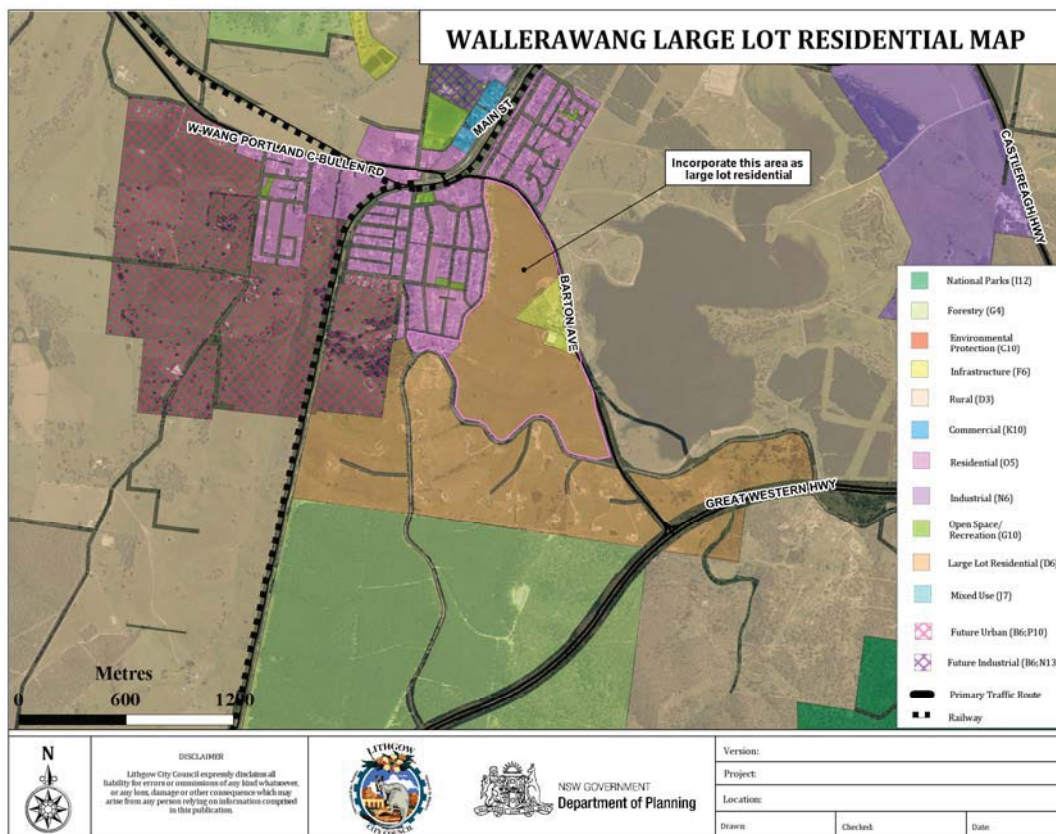 WALLERAWANG LARGE LOT RESIDENTIAL MAP
MAIN ST
W-WANG PORTLAND C-BULLEN RD
CASTLEREAGH HWY
Incorporate this area as
large lot residential
BARTON AVE
GREAT WESTERN HWY
National Parks (I12)
Forestry (G4)
Environmental
Protection (C10)
Infrastructure (F6)
Rural (D3)
Commercial (K10)
Residential (O5)
Industrial (N6)
Open Space/
Recreation (G10)
Large Lot Residential (D6)
Mixed Use (J7)
Future Urban (B6;P10)
Future Industrial (B6;N13
Primary Traffic Route
Railway
Metres
0 600 1200
N
DISCLAIMER
Lithgow City Council expressly disclaims all
liability for errors or ommissions of any kind whatsoever,
or any loss, damage or other consequence which may
arise from any person relying on information comprised
in this publication.
LITHGOW
CITY COUNCIL
NSW GOVERNMENT
Department of Planning
Version:
Project:
Location:
Drawn:
Checked:
Date: